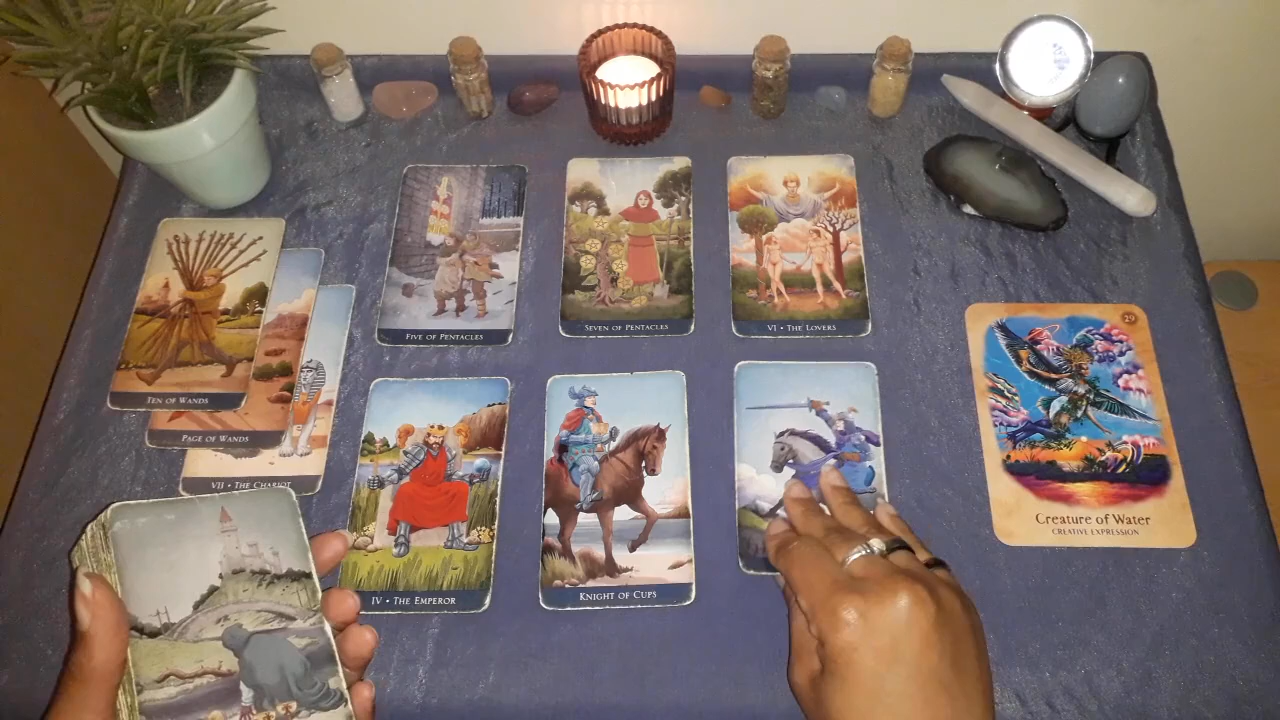 FIVE OF PENTACLES
SEVEN OF PENTACLES
VI • THE LOVERS
TEN OF WANDS
PAGE OF WANDS
VII • THE CHARIOT
IV • THE EMPEROR
KNIGHT OF CUPS
29
Creature of Water
CREATIVE EXPRESSION